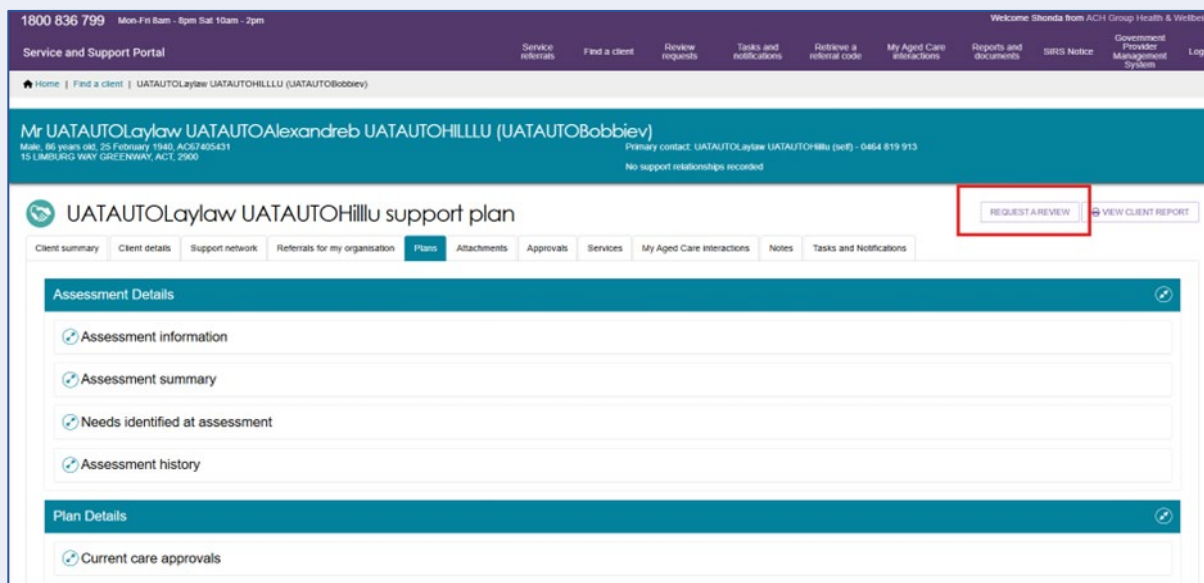 1800 836 799 Mon-Fri 8am - 8pm Sat 10am - 2pm
Welcome Shonda from ACH Group Health & Wellbei
Service and Support Portal
Service referrals
Find a client
Review requests
Tasks and notifications
Retrieve a referral code
My Aged Care interactions
Reports and documents
SIRS Notice
Government Provider Management System
Log
Home | Find a client | UATAUTOLaylaw UATAUTOHILLLU (UATAUTOBobbiev)
Mr UATAUTOLaylaw UATAUTOAlexandreb UATAUTOHILLLU (UATAUTOBobbiev)
Male, 86 years old, 25 February 1940, AC67405431
15 LIMBURG WAY GREENWAY, ACT, 2900
Primary contact: UATAUTOLaylaw UATAUTOHilllu (self) - 0464 819 913
No support relationships recorded
UATAUTOLaylaw UATAUTOHilllu support plan
REQUEST A REVIEW
VIEW CLIENT REPORT
Client summary
Client details
Support network
Referrals for my organisation
Plans
Attachments
Approvals
Services
My Aged Care interactions
Notes
Tasks and Notifications
Assessment Details
Assessment information
Assessment summary
Needs identified at assessment
Assessment history
Plan Details
Current care approvals